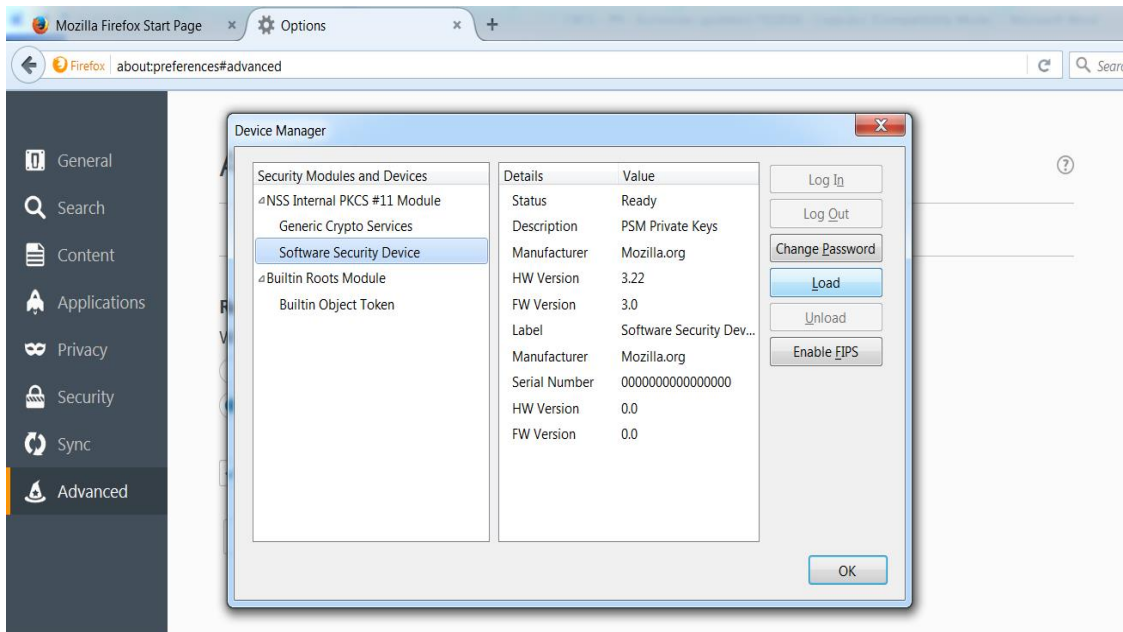 Mozilla Firefox Start Page × Options × +
Firefox about:preferences#advanced
General
Search
Content
Applications
Privacy
Security
Sync
Advanced
Device Manager
Security Modules and Devices
NSS Internal PKCS #11 Module
Generic Crypto Services
Software Security Device
Builtin Roots Module
Builtin Object Token
Details Value
Status Ready
Description PSM Private Keys
Manufacturer Mozilla.org
HW Version 3.22
FW Version 3.0
Label Software Security Dev...
Manufacturer Mozilla.org
Serial Number 0000000000000000
HW Version 0.0
FW Version 0.0
Log In
Log Out
Change Password
Load
Unload
Enable FIPS
OK